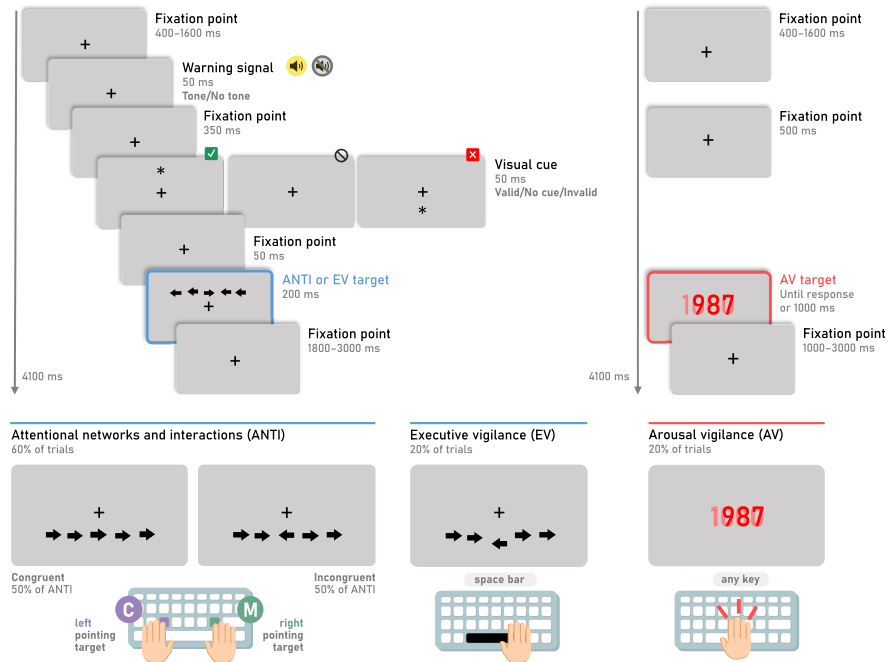 Fixation point
400–1600 ms
Warning signal
50 ms
Tone/No tone
Fixation point
350 ms
Visual cue
50 ms
Valid/No cue/Invalid
Fixation point
50 ms
ANTI or EV target
200 ms
Fixation point
1800–3000 ms
4100 ms
Fixation point
400–1600 ms
Fixation point
500 ms
AV target
Until response
or 1000 ms
1987
Fixation point
1000–3000 ms
4100 ms
Attentional networks and interactions (ANTI)
60% of trials
Congruent
50% of ANTI
Incongruent
50% of ANTI
C
M
left
pointing
target
right
pointing
target
Executive vigilance (EV)
20% of trials
space bar
Arousal vigilance (AV)
20% of trials
1987
any key